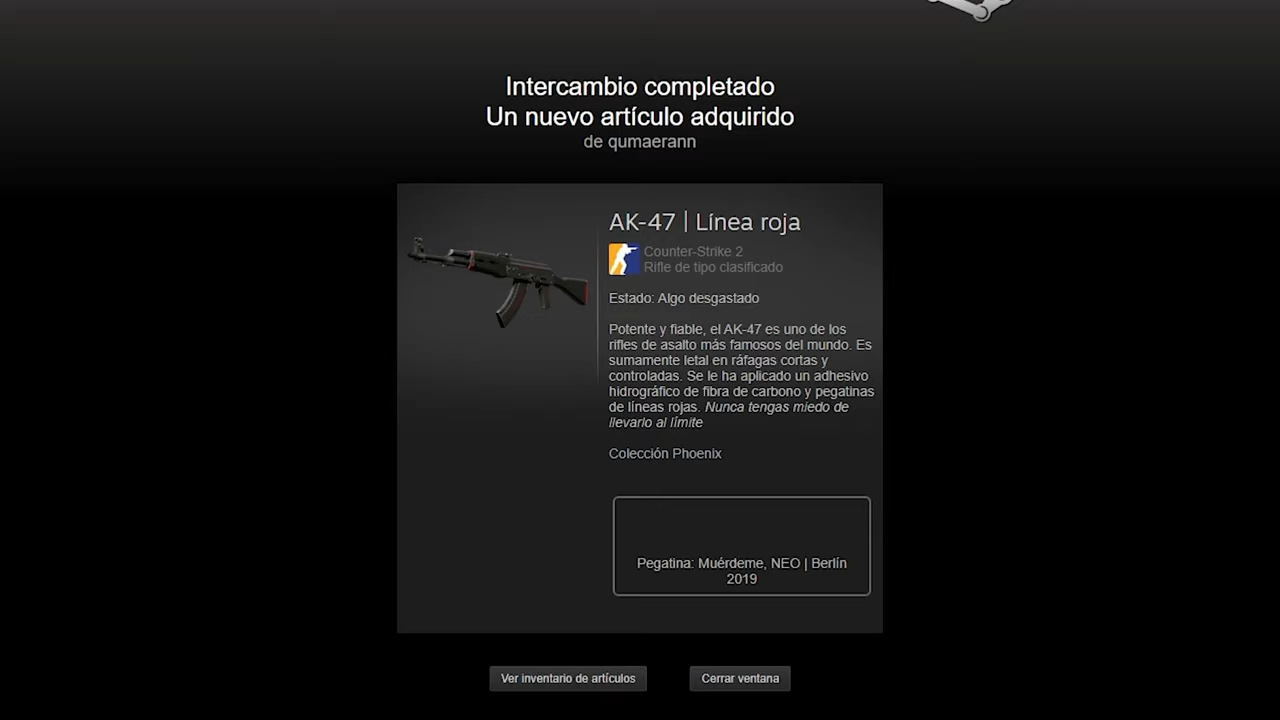 Intercambio completado
Un nuevo artículo adquirido
de qumaerann
AK-47 | Línea roja
Counter-Strike 2
Rifle de tipo clasificado
Estado: Algo desgastado
Potente y fiable, el AK-47 es uno de los
rifles de asalto más famosos del mundo. Es
sumamente letal en ráfagas cortas y
controladas. Se le ha aplicado un adhesivo
hidrográfico de fibra de carbono y pegatinas
de líneas rojas. Nunca tengas miedo de
llevarlo al límite
Colección Phoenix
Pegatina: Muérdeme, NEO | Berlín
2019
Ver inventario de artículos
Cerrar ventana